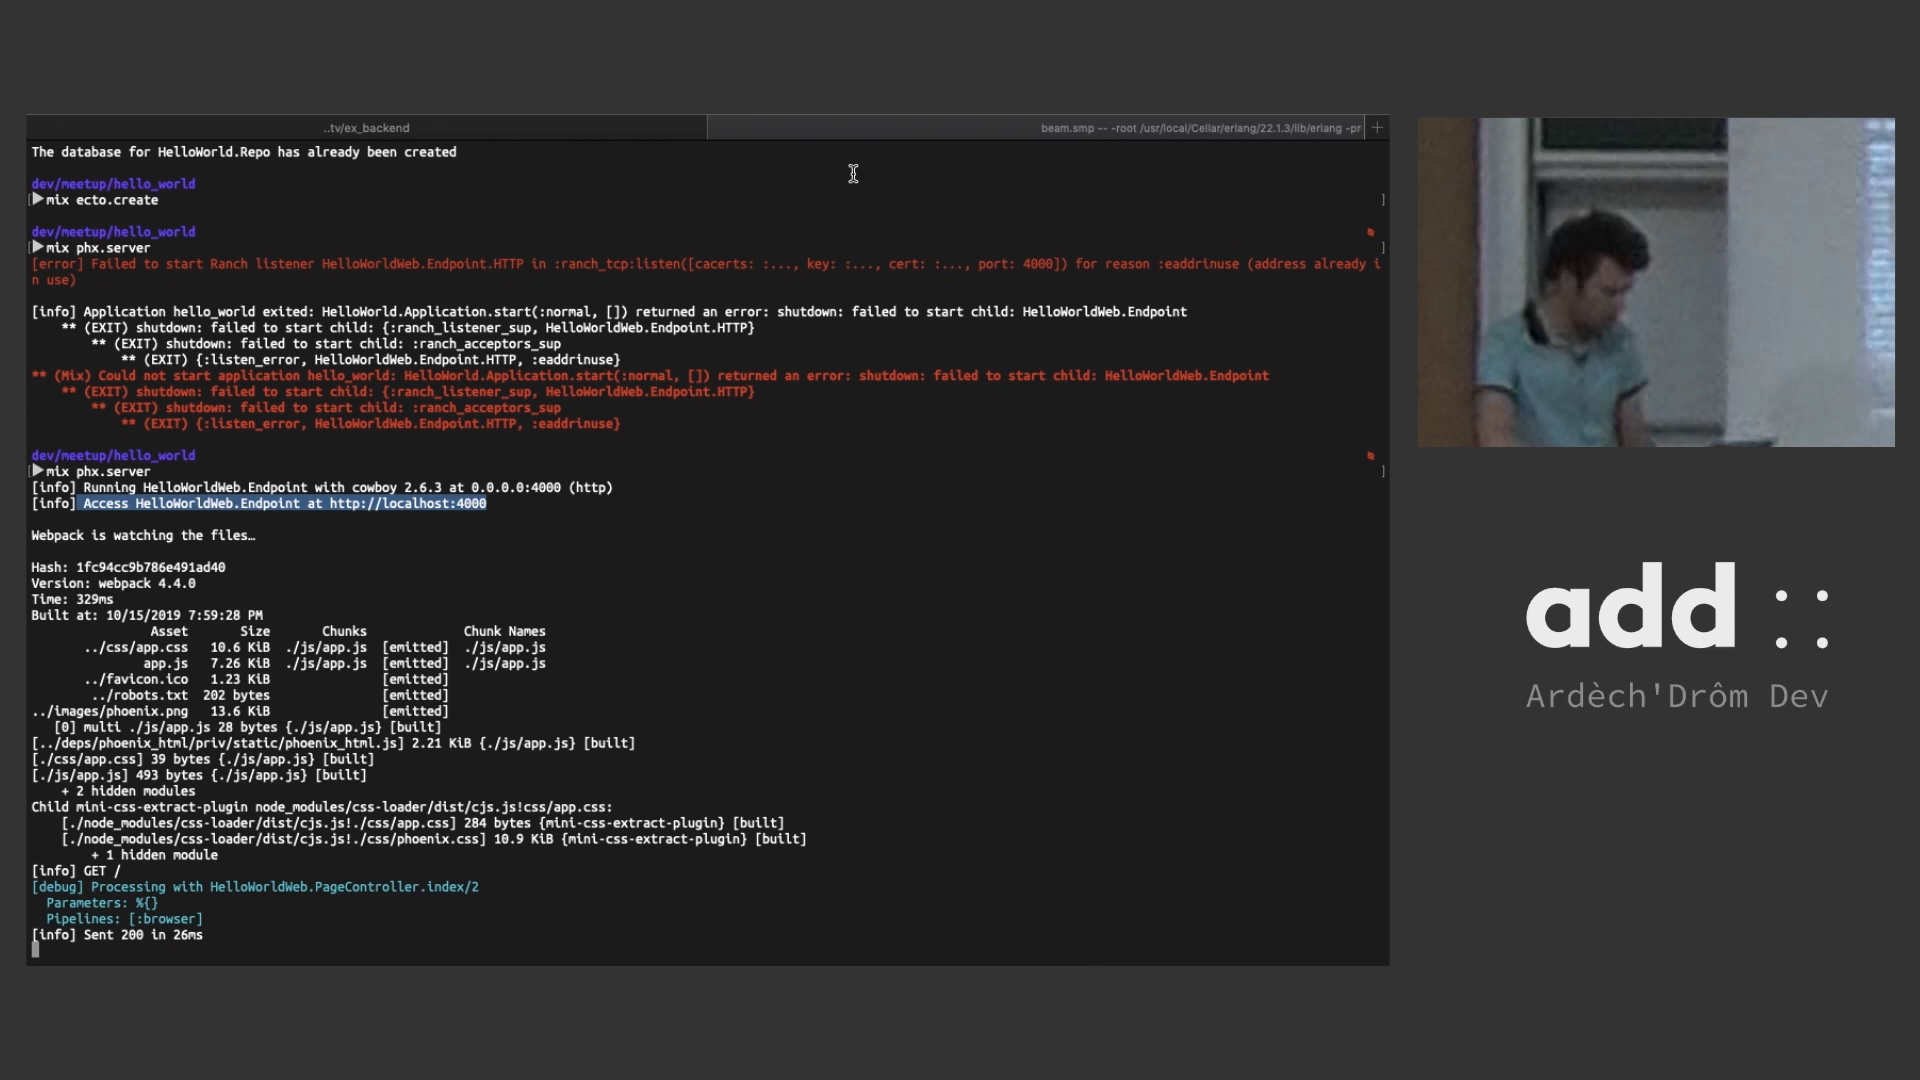 ..tv/ex_backend
beam.smp -- -root /usr/local/Cellar/erlang/22.1.3/lib/erlang -pr
The database for HelloWorld.Repo has already been created
dev/meetup/hello_world
[▶mix ecto.create ]
dev/meetup/hello_world
[▶mix phx.server ]
[error] Failed to start Ranch listener HelloWorldWeb.Endpoint.HTTP in :ranch_tcp:listen([cacerts: :..., key: :..., cert: :..., port: 4000]) for reason :eaddrinuse (address already i
n use)
[info] Application hello_world exited: HelloWorld.Application.start(:normal, []) returned an error: shutdown: failed to start child: HelloWorldWeb.Endpoint
** (EXIT) shutdown: failed to start child: {:ranch_listener_sup, HelloWorldWeb.Endpoint.HTTP}
** (EXIT) shutdown: failed to start child: :ranch_acceptors_sup
** (EXIT) {:listen_error, HelloWorldWeb.Endpoint.HTTP, :eaddrinuse}
** (Mix) Could not start application hello_world: HelloWorld.Application.start(:normal, []) returned an error: shutdown: failed to start child: HelloWorldWeb.Endpoint
** (EXIT) shutdown: failed to start child: {:ranch_listener_sup, HelloWorldWeb.Endpoint.HTTP}
** (EXIT) shutdown: failed to start child: :ranch_acceptors_sup
** (EXIT) {:listen_error, HelloWorldWeb.Endpoint.HTTP, :eaddrinuse}
dev/meetup/hello_world
[▶mix phx.server ]
[info] Running HelloWorldWeb.Endpoint with cowboy 2.6.3 at 0.0.0.0:4000 (http)
[info] Access HelloWorldWeb.Endpoint at http://localhost:4000
Webpack is watching the files…
Hash: 1fc94cc9b786e491ad40
Version: webpack 4.4.0
Time: 329ms
Built at: 10/15/2019 7:59:28 PM
Asset Size Chunks Chunk Names
../css/app.css 10.6 KiB ./js/app.js [emitted] ./js/app.js
app.js 7.26 KiB ./js/app.js [emitted] ./js/app.js
../favicon.ico 1.23 KiB [emitted]
../robots.txt 202 bytes [emitted]
../images/phoenix.png 13.6 KiB [emitted]
[0] multi ./js/app.js 28 bytes {./js/app.js} [built]
[../deps/phoenix_html/priv/static/phoenix_html.js] 2.21 KiB {./js/app.js} [built]
[./css/app.css] 39 bytes {./js/app.js} [built]
[./js/app.js] 493 bytes {./js/app.js} [built]
+ 2 hidden modules
Child mini-css-extract-plugin node_modules/css-loader/dist/cjs.js!css/app.css:
[./node_modules/css-loader/dist/cjs.js!./css/app.css] 284 bytes {mini-css-extract-plugin} [built]
[./node_modules/css-loader/dist/cjs.js!./css/phoenix.css] 10.9 KiB {mini-css-extract-plugin} [built]
+ 1 hidden module
[info] GET /
[debug] Processing with HelloWorldWeb.PageController.index/2
Parameters: %{}
Pipelines: [:browser]
[info] Sent 200 in 26ms
add ::
Ardèch'Drôm Dev